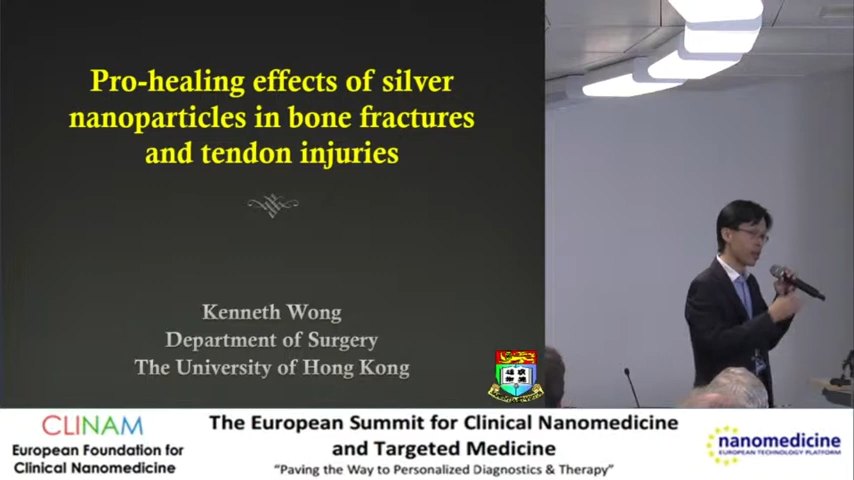 Pro-healing effects of silver
nanoparticles in bone fractures
and tendon injuries
Kenneth Wong
Department of Surgery
The University of Hong Kong
CLINAM
European Foundation for
Clinical Nanomedicine
The European Summit for Clinical Nanomedicine
and Targeted Medicine
“Paving the Way to Personalized Diagnostics & Therapy”
nanomedicine
EUROPEAN TECHNOLOGY PLATFORM